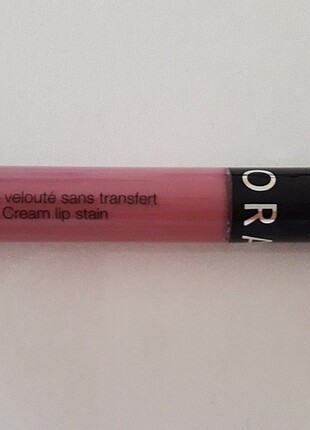 velouté sans transfert
Cream lip stain
ORA